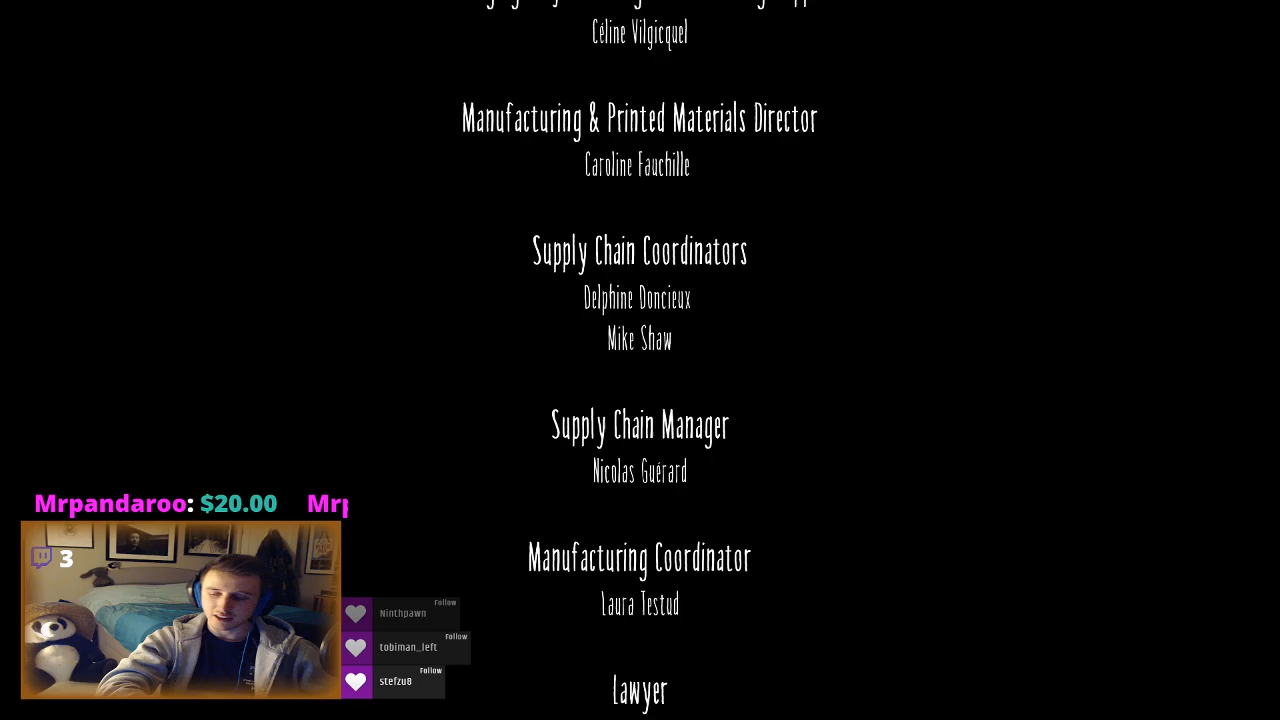 Céline Vilgicquel
Manufacturing & Printed Materials Director
Caroline Fauchille
Supply Chain Coordinators
Delphine Doncieux
Mike Shaw
Supply Chain Manager
Nicolas Guérard
Manufacturing Coordinator
Laura Testud
Lawyer
Mrpandaroo: $20.00 Mrp
3
Follow
Ninthpawn
Follow
tobiman_left
Follow
stefzu8